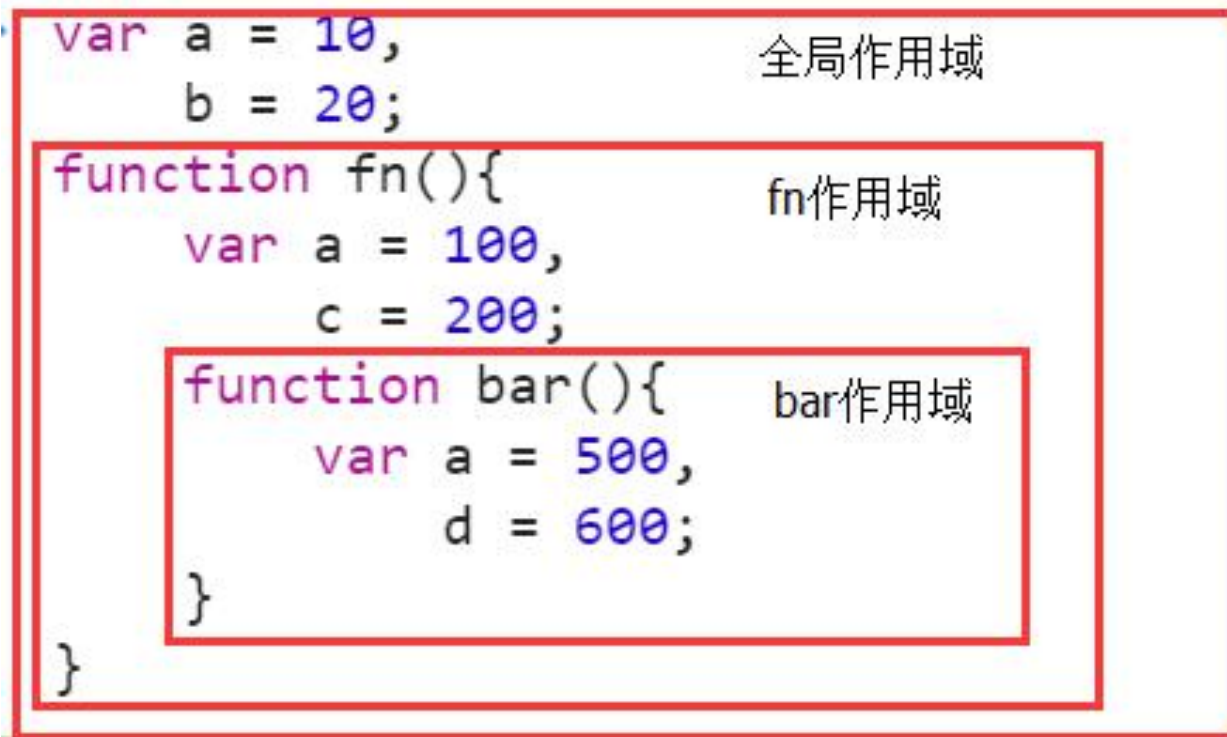 var a = 10, 全局作用域
    b = 20;
function fn(){ fn作用域
    var a = 100,
        c = 200;
    function bar(){ bar作用域
        var a = 500,
            d = 600;
    }
}